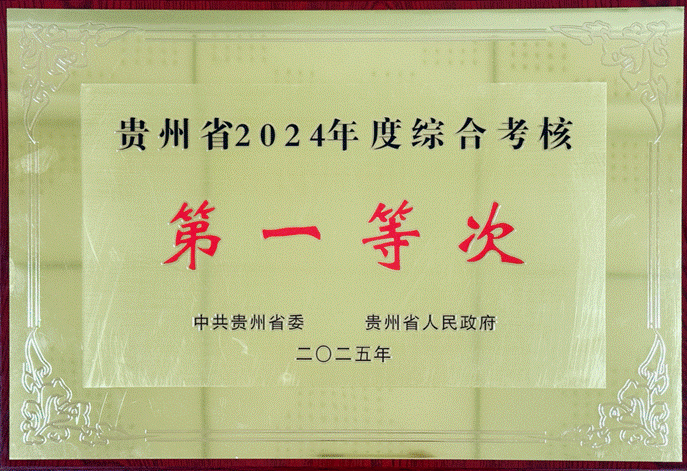 贵州省2024年度综合考核
第一等次
中共贵州省委 贵州省人民政府
二〇二五年